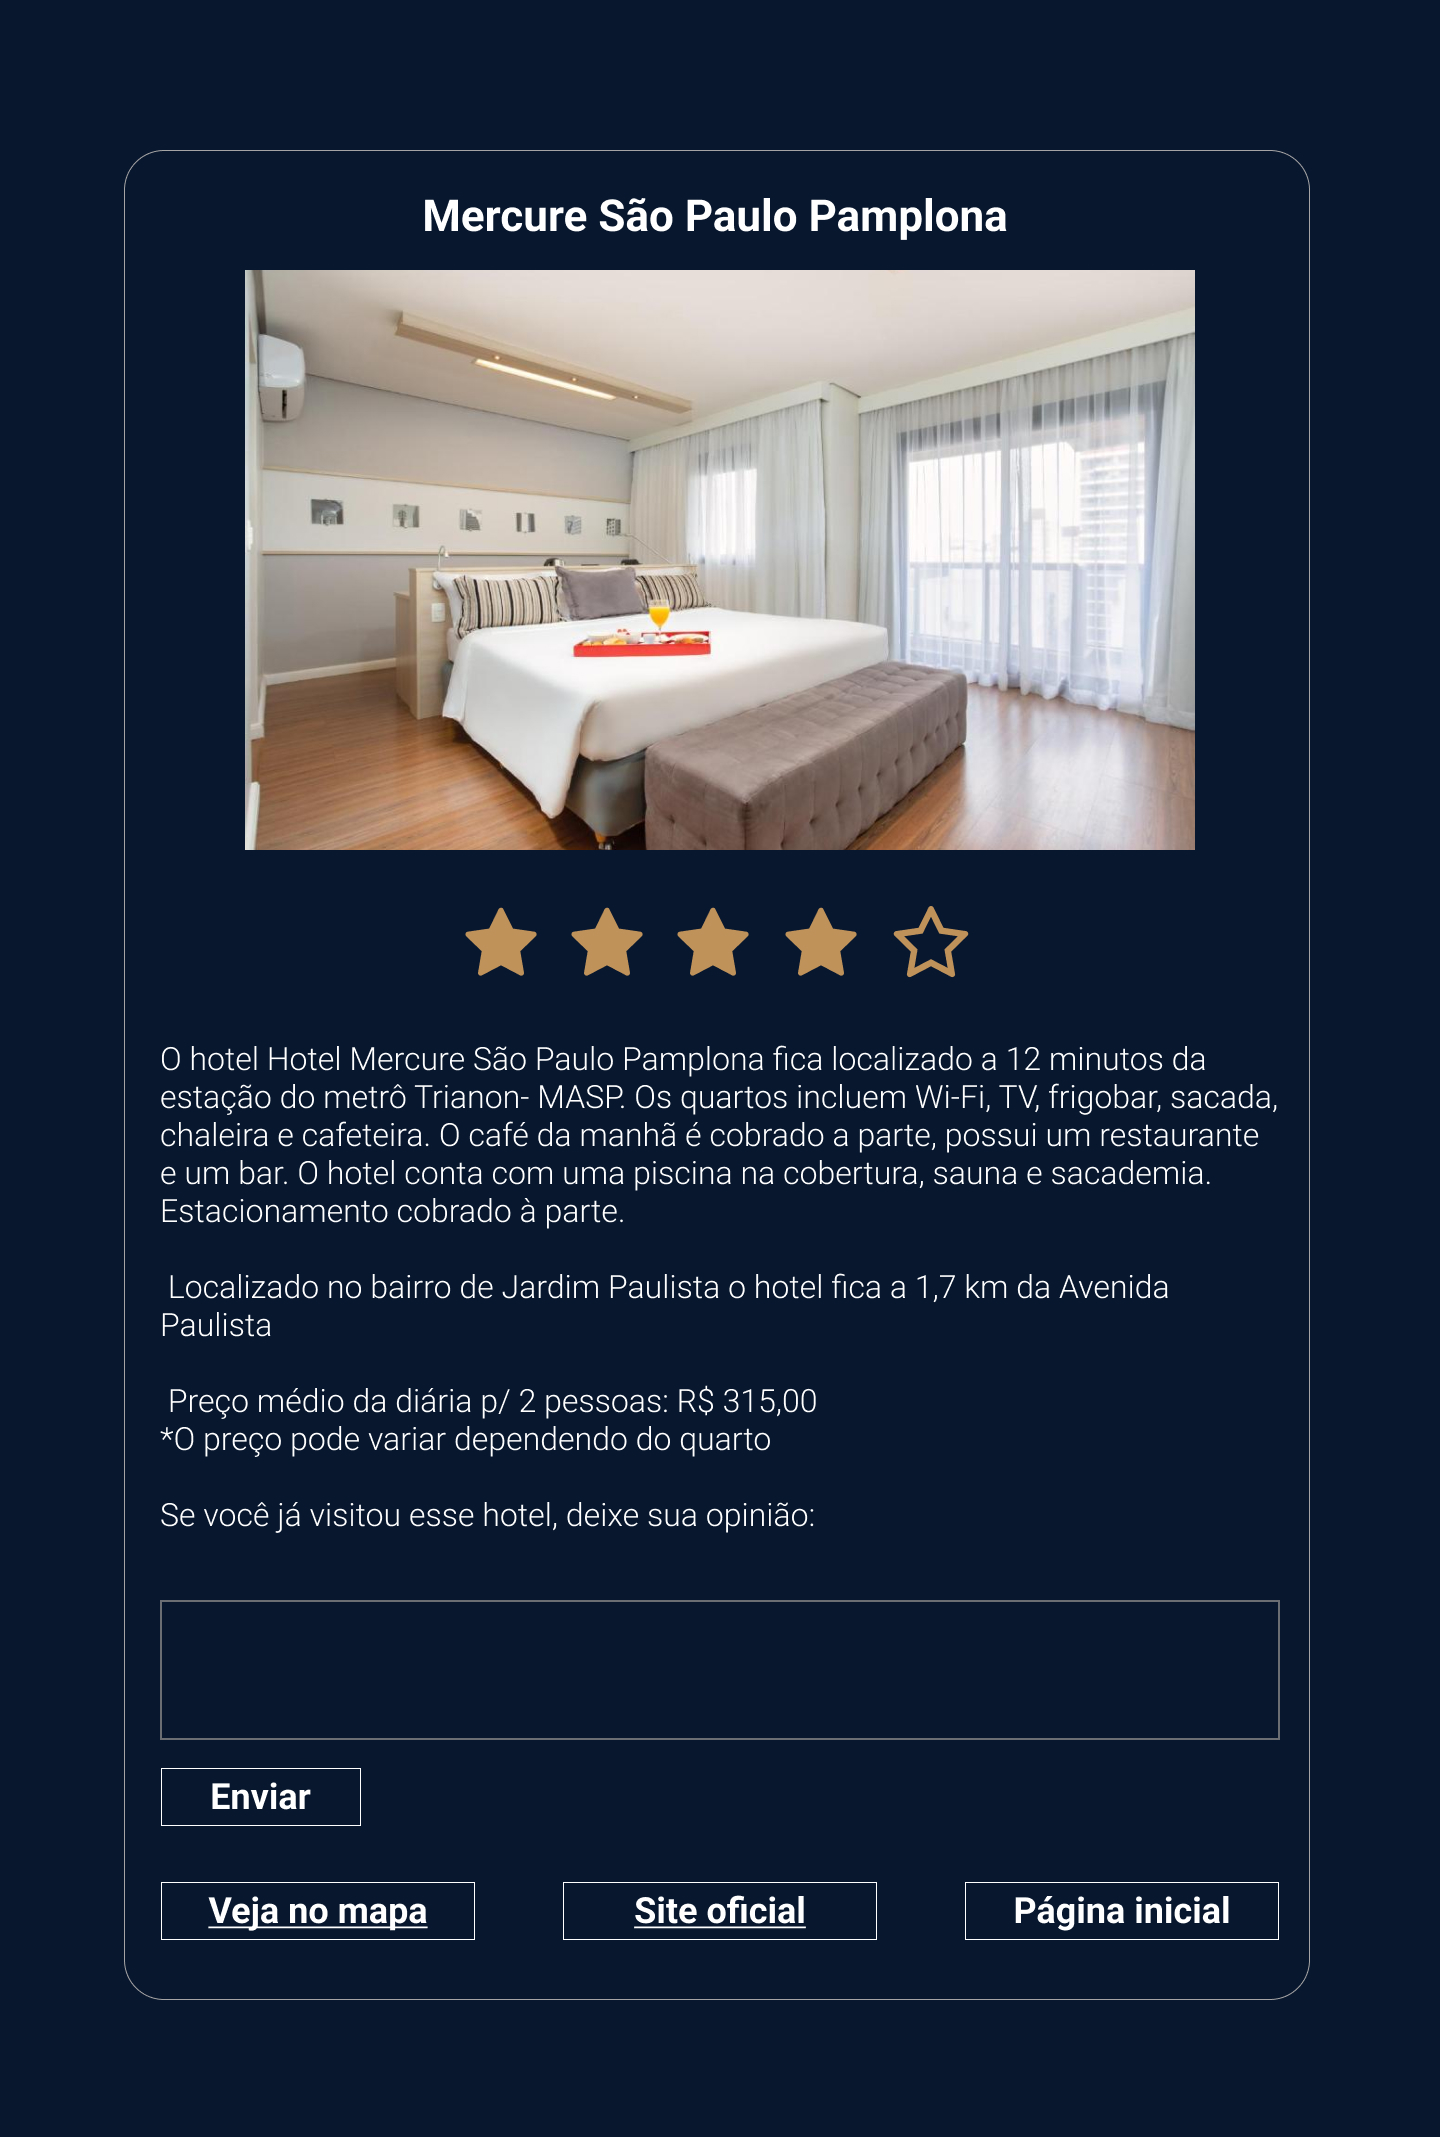 Mercure São Paulo Pamplona
O hotel Hotel Mercure São Paulo Pamplona fica localizado a 12 minutos da
estação do metrô Trianon- MASP. Os quartos incluem Wi-Fi, TV, frigobar, sacada,
chaleira e cafeteira. O café da manhã é cobrado a parte, possui um restaurante
e um bar. O hotel conta com uma piscina na cobertura, sauna e sacademia.
Estacionamento cobrado à parte.
Localizado no bairro de Jardim Paulista o hotel fica a 1,7 km da Avenida
Paulista
Preço médio da diária p/ 2 pessoas: R$ 315,00
*O preço pode variar dependendo do quarto
Se você já visitou esse hotel, deixe sua opinião:
Enviar
Veja no mapa
Site oficial
Página inicial